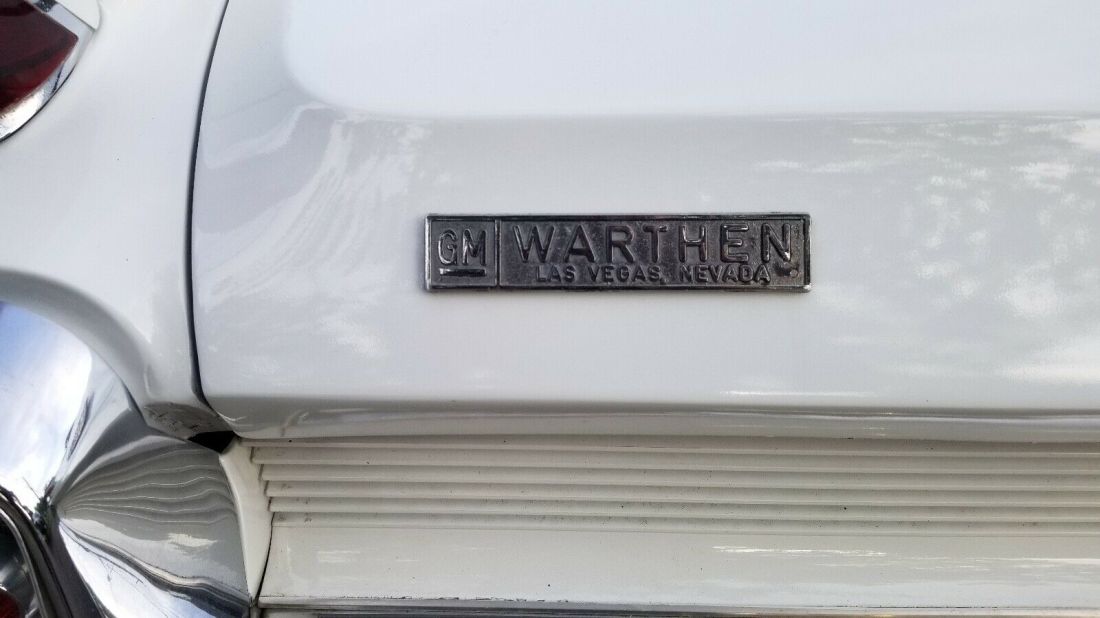 GM WARTHEN
LAS VEGAS, NEVADA